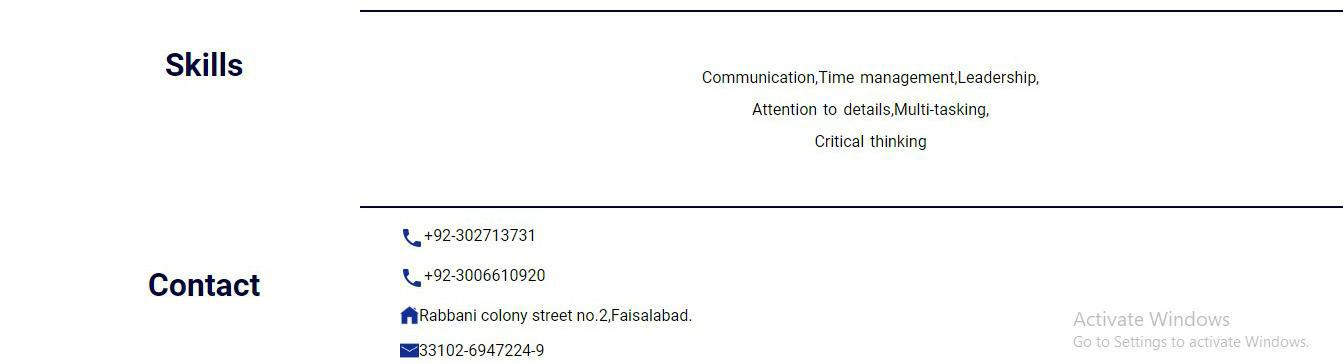 Skills
Communication,Time management,Leadership,
Attention to details,Multi-tasking,
Critical thinking
Contact
+92-302713731
+92-3006610920
Rabbani colony street no.2,Faisalabad.
33102-6947224-9
Activate Windows
Go to Settings to activate Windows.